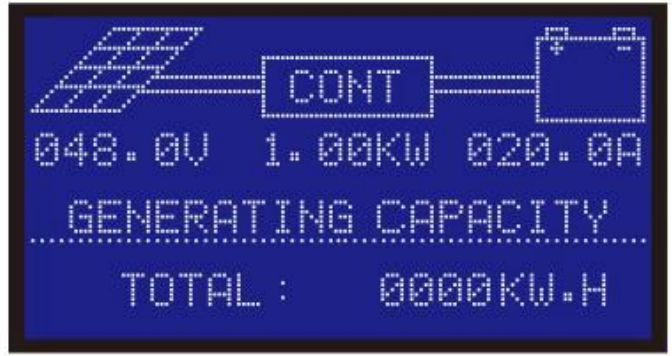 CONT
048.0V 1.00KW 020.0A
GENERATING CAPACITY
TOTAL: 0000KW.H